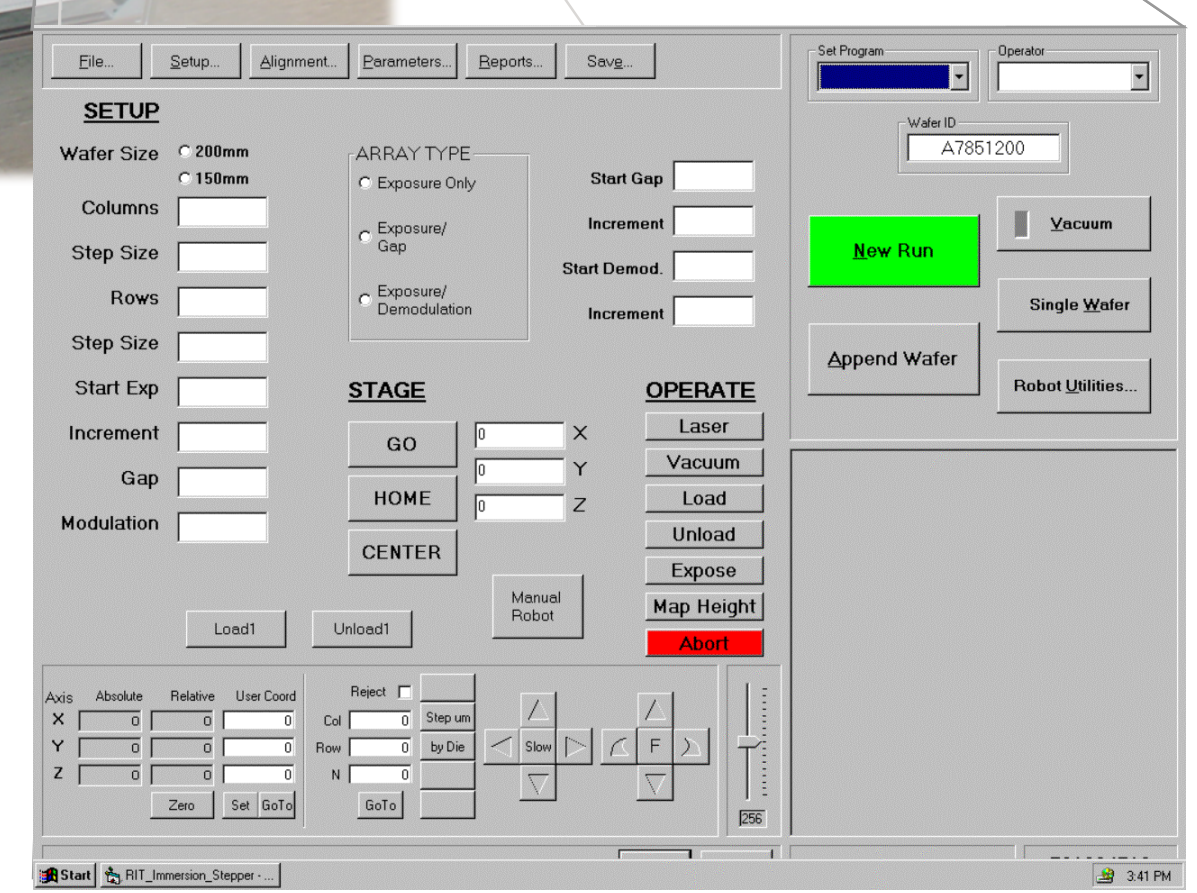 File... Setup... Alignment... Parameters... Reports... Save...
Set Program
Operator
Wafer ID
A7851200
New Run
Vacuum
Single Wafer
Append Wafer
Robot Utilities...
SETUP
Wafer Size
200mm
150mm
Columns
Step Size
Rows
Step Size
Start Exp
Increment
Gap
Modulation
ARRAY TYPE
Exposure Only
Exposure/
Gap
Exposure/
Demodulation
Start Gap
Increment
Start Demod.
Increment
STAGE
GO
HOME
CENTER
0 X
0 Y
0 Z
OPERATE
Laser
Vacuum
Load
Unload
Expose
Map Height
Abort
Manual
Robot
Load1
Unload1
Axis Absolute Relative User Coord
X 0 0 0
Y 0 0 0
Z 0 0 0
Zero Set GoTo
Reject
Col 0 Step um
Row 0 by Die
N 0
GoTo
Slow
F
256
Start RIT_Immersion_Stepper - ... 3:41 PM